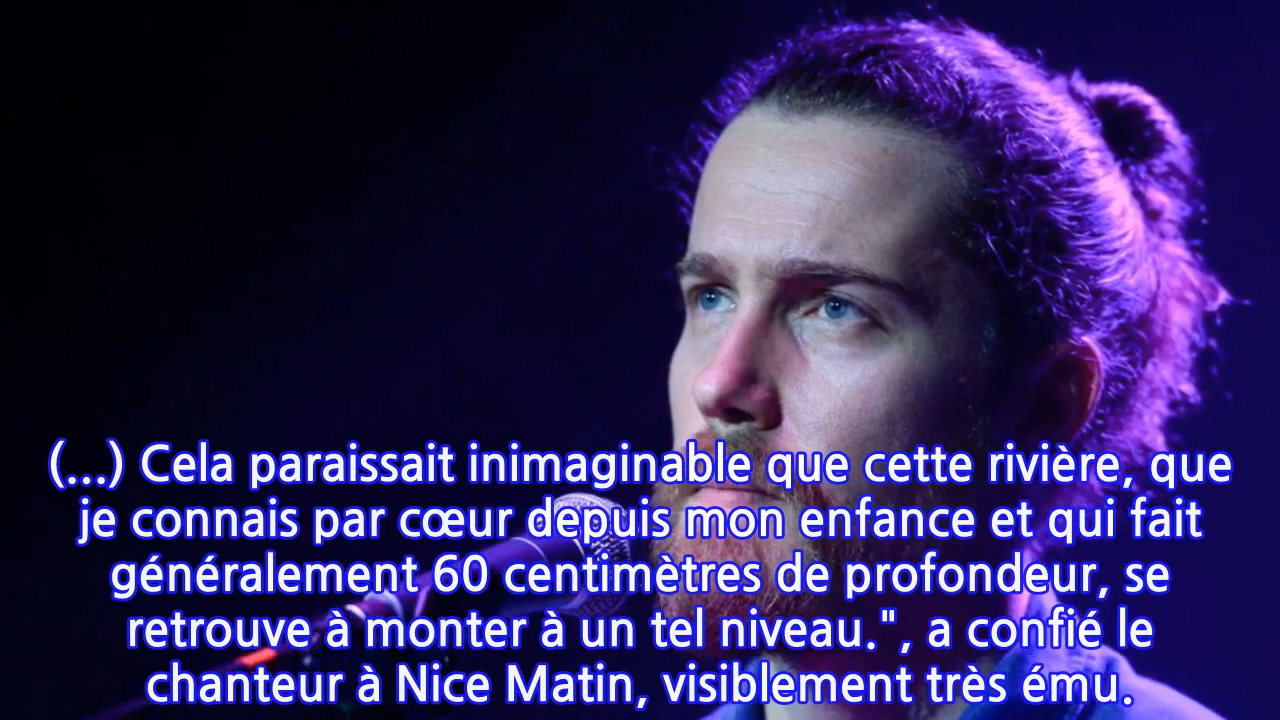 (...) Cela paraissait inimaginable que cette rivière, que
je connais par cœur depuis mon enfance et qui fait
généralement 60 centimètres de profondeur, se
retrouve à monter à un tel niveau.", a confié le
chanteur à Nice Matin, visiblement très ému.